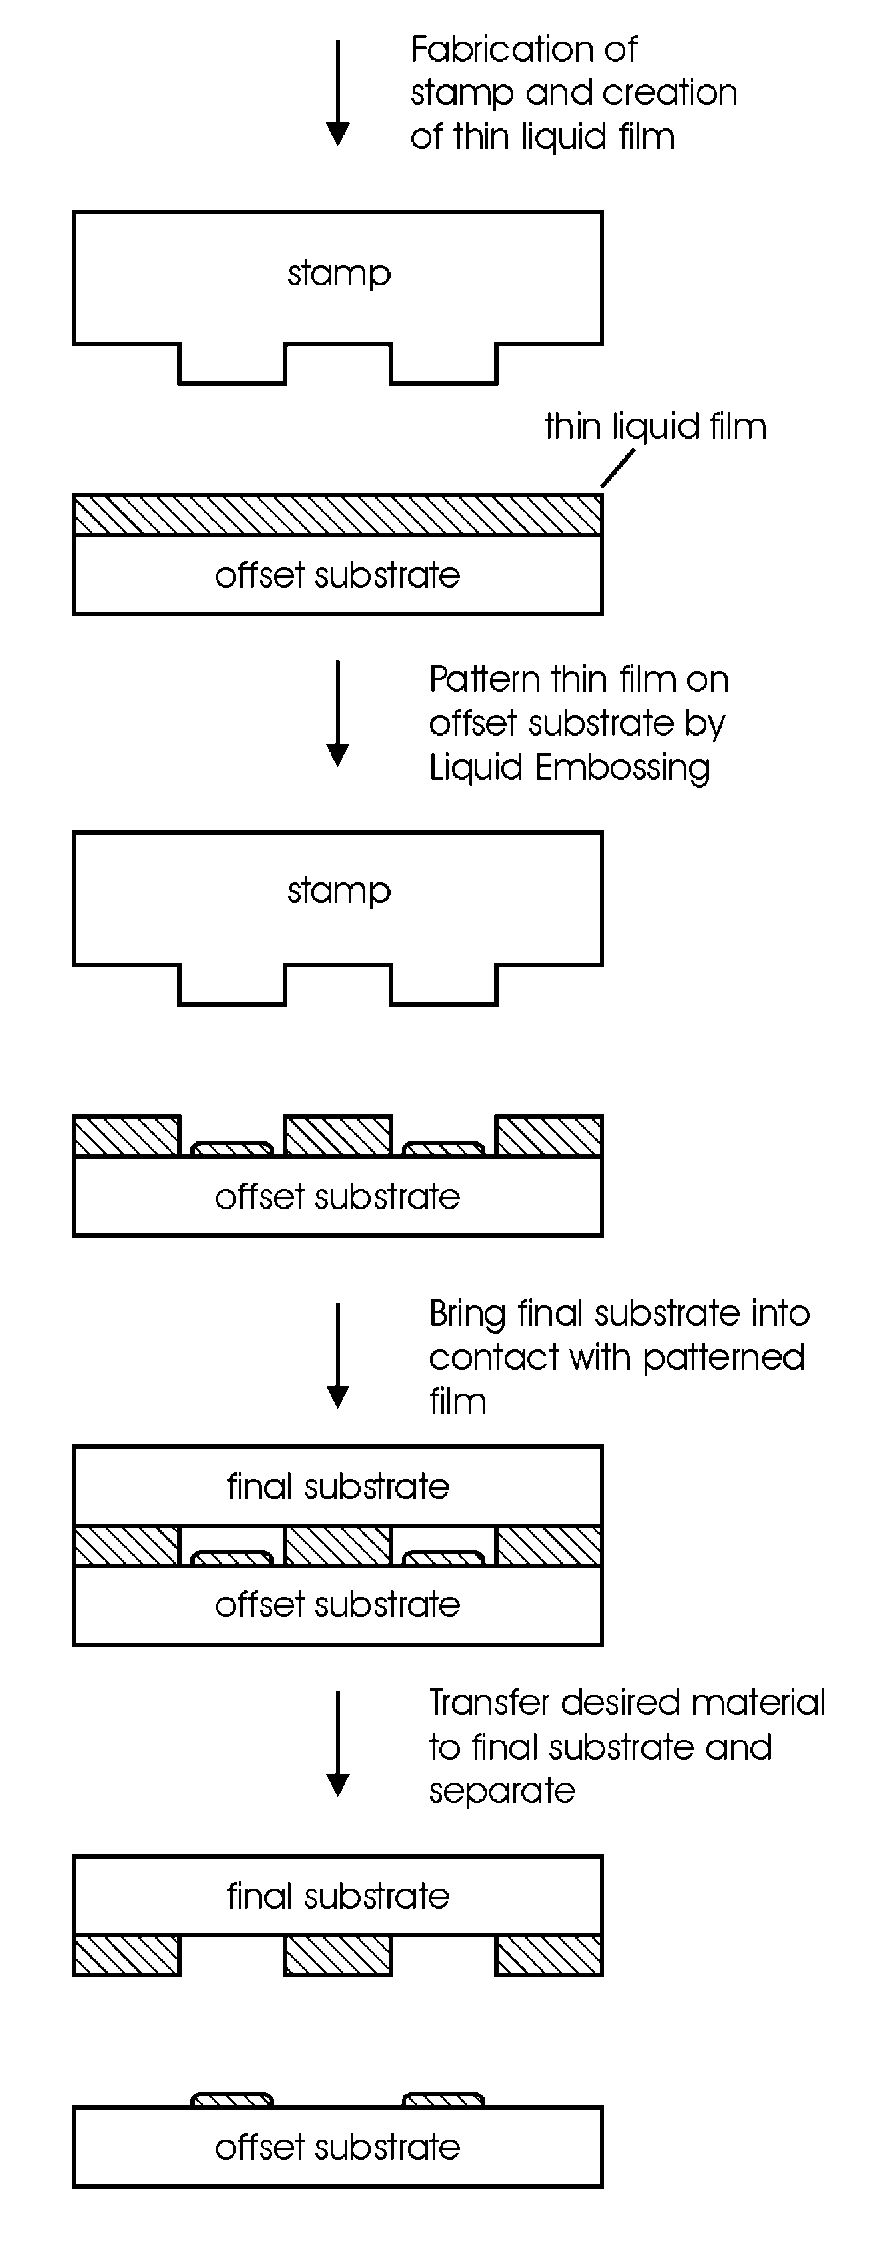 Fabrication of
stamp and creation
of thin liquid film
stamp
thin liquid film
offset substrate
Pattern thin film on
offset substrate by
Liquid Embossing
stamp
offset substrate
Bring final substrate into
contact with patterned
film
final substrate
offset substrate
Transfer desired material
to final substrate and
separate
final substrate
offset substrate